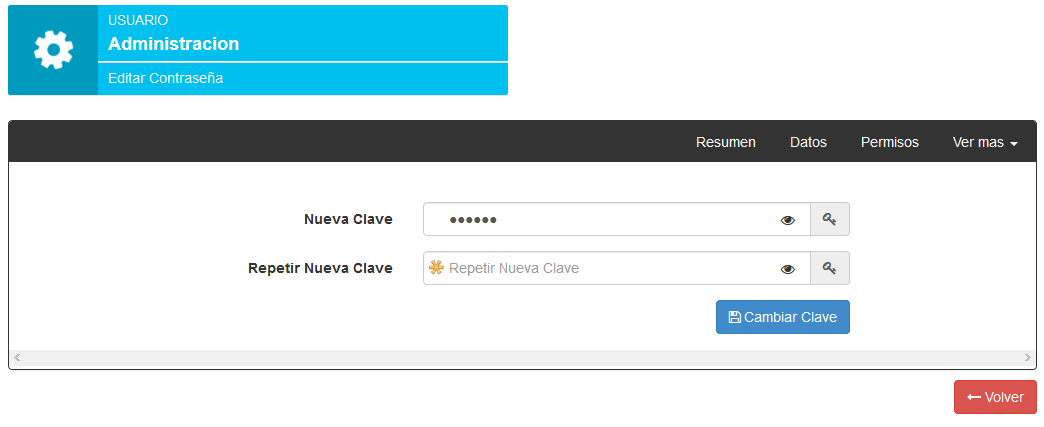 USUARIO
Administracion
Editar Contraseña
Resumen Datos Permisos Ver mas
Nueva Clave ••••••
Repetir Nueva Clave Repetir Nueva Clave
Cambiar Clave
Volver